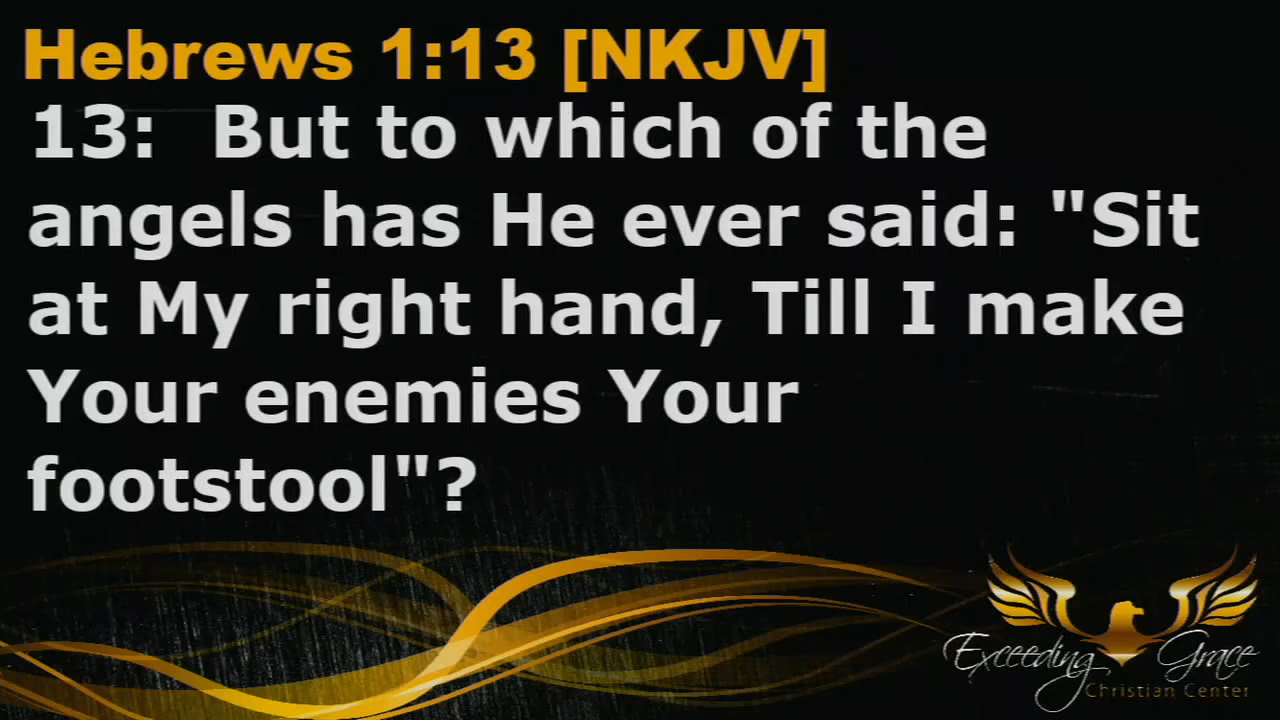 Hebrews 1:13 [NKJV]
13:  But to which of the
angels has He ever said: "Sit
at My right hand, Till I make
Your enemies Your
footstool"?
Exceeding Grace
Christian Center